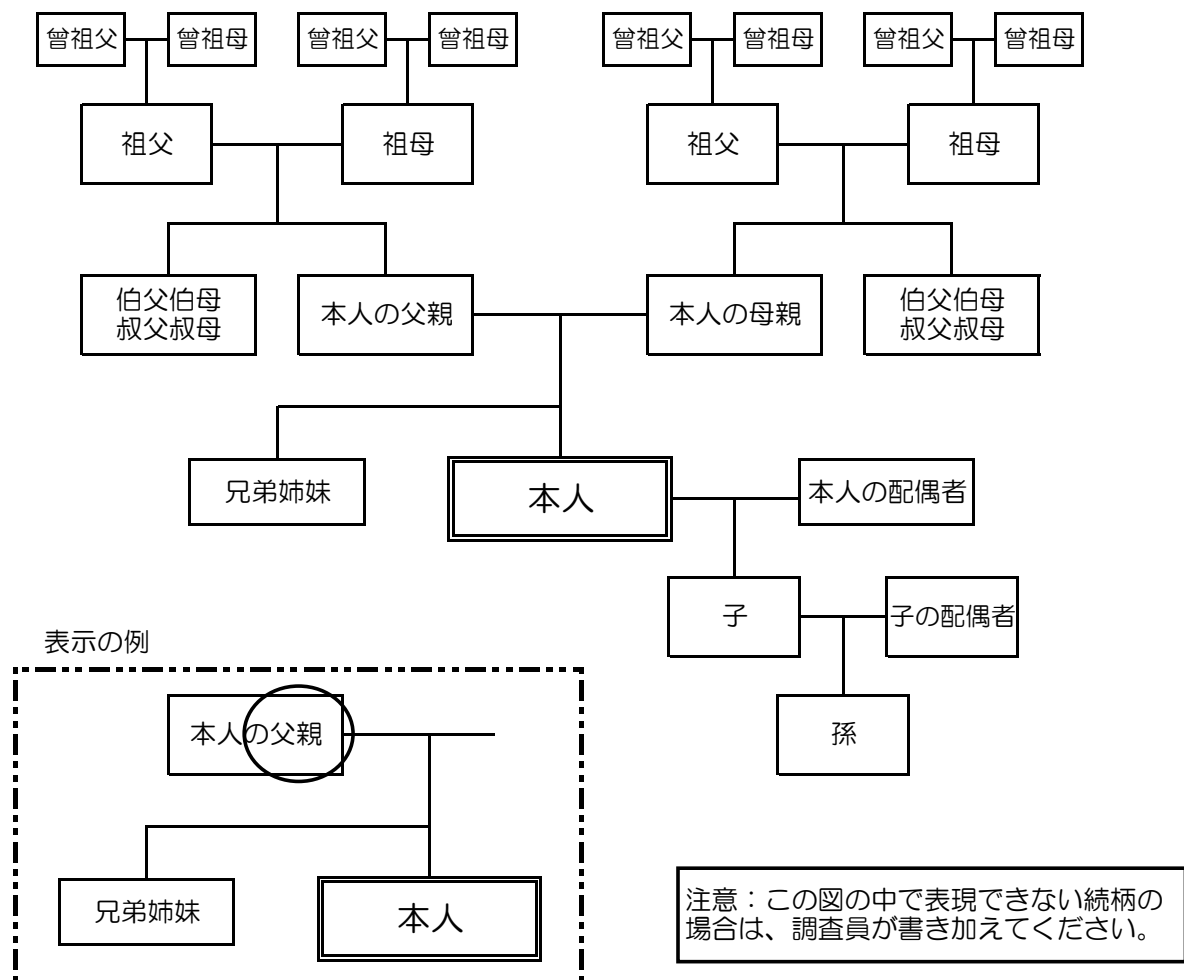 曾祖父 曾祖母 曾祖父 曾祖母 曾祖父 曾祖母 曾祖父 曾祖母
祖父 祖母 祖父 祖母
伯父伯母
叔父叔母
本人の父親
本人の母親
伯父伯母
叔父叔母
兄弟姉妹
本人
本人の配偶者
子
子の配偶者
孫
表示の例
本人の父親
兄弟姉妹
本人
注意：この図の中で表現できない続柄の
場合は、調査員が書き加えてください。